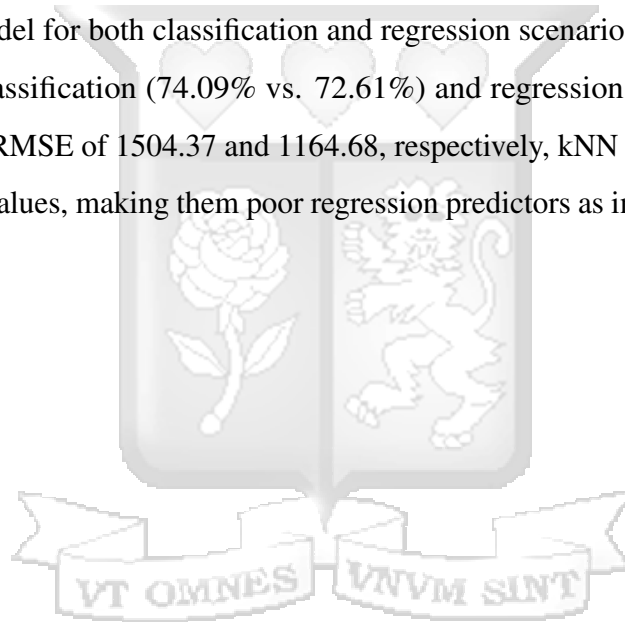 del for both classification and regression scenario
assification (74.09% vs. 72.61%) and regression
RMSE of 1504.37 and 1164.68, respectively, kNN
alues, making them poor regression predictors as in
VT OMNES VNVM SINT